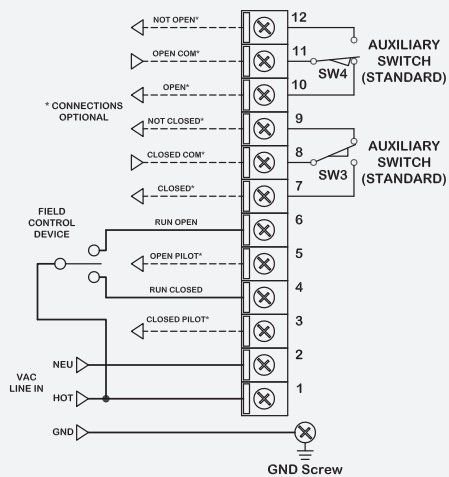 NOT OPEN*
12
OPEN COM*
11
SW4
AUXILIARY
SWITCH
(STANDARD)
OPEN*
10
* CONNECTIONS
OPTIONAL
NOT CLOSED*
9
CLOSED COM*
8
SW3
AUXILIARY
SWITCH
(STANDARD)
CLOSED*
7
FIELD
CONTROL
DEVICE
RUN OPEN
6
OPEN PILOT*
5
RUN CLOSED
4
CLOSED PILOT*
3
VAC
LINE IN
NEU
2
HOT
1
GND
GND Screw